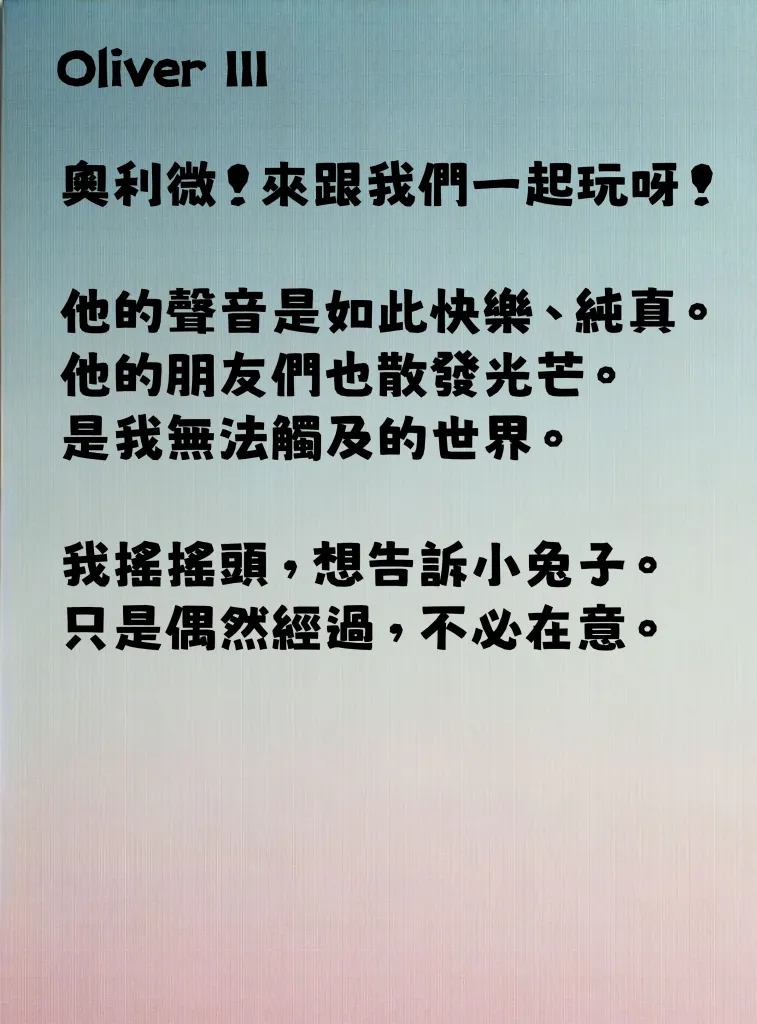 Oliver III
奧利微！來跟我們一起玩呀！
他的聲音是如此快樂、純真。
他的朋友們也散發光芒。
是我無法觸及的世界。
我搖搖頭，想告訴小兔子。
只是偶然經過，不必在意。